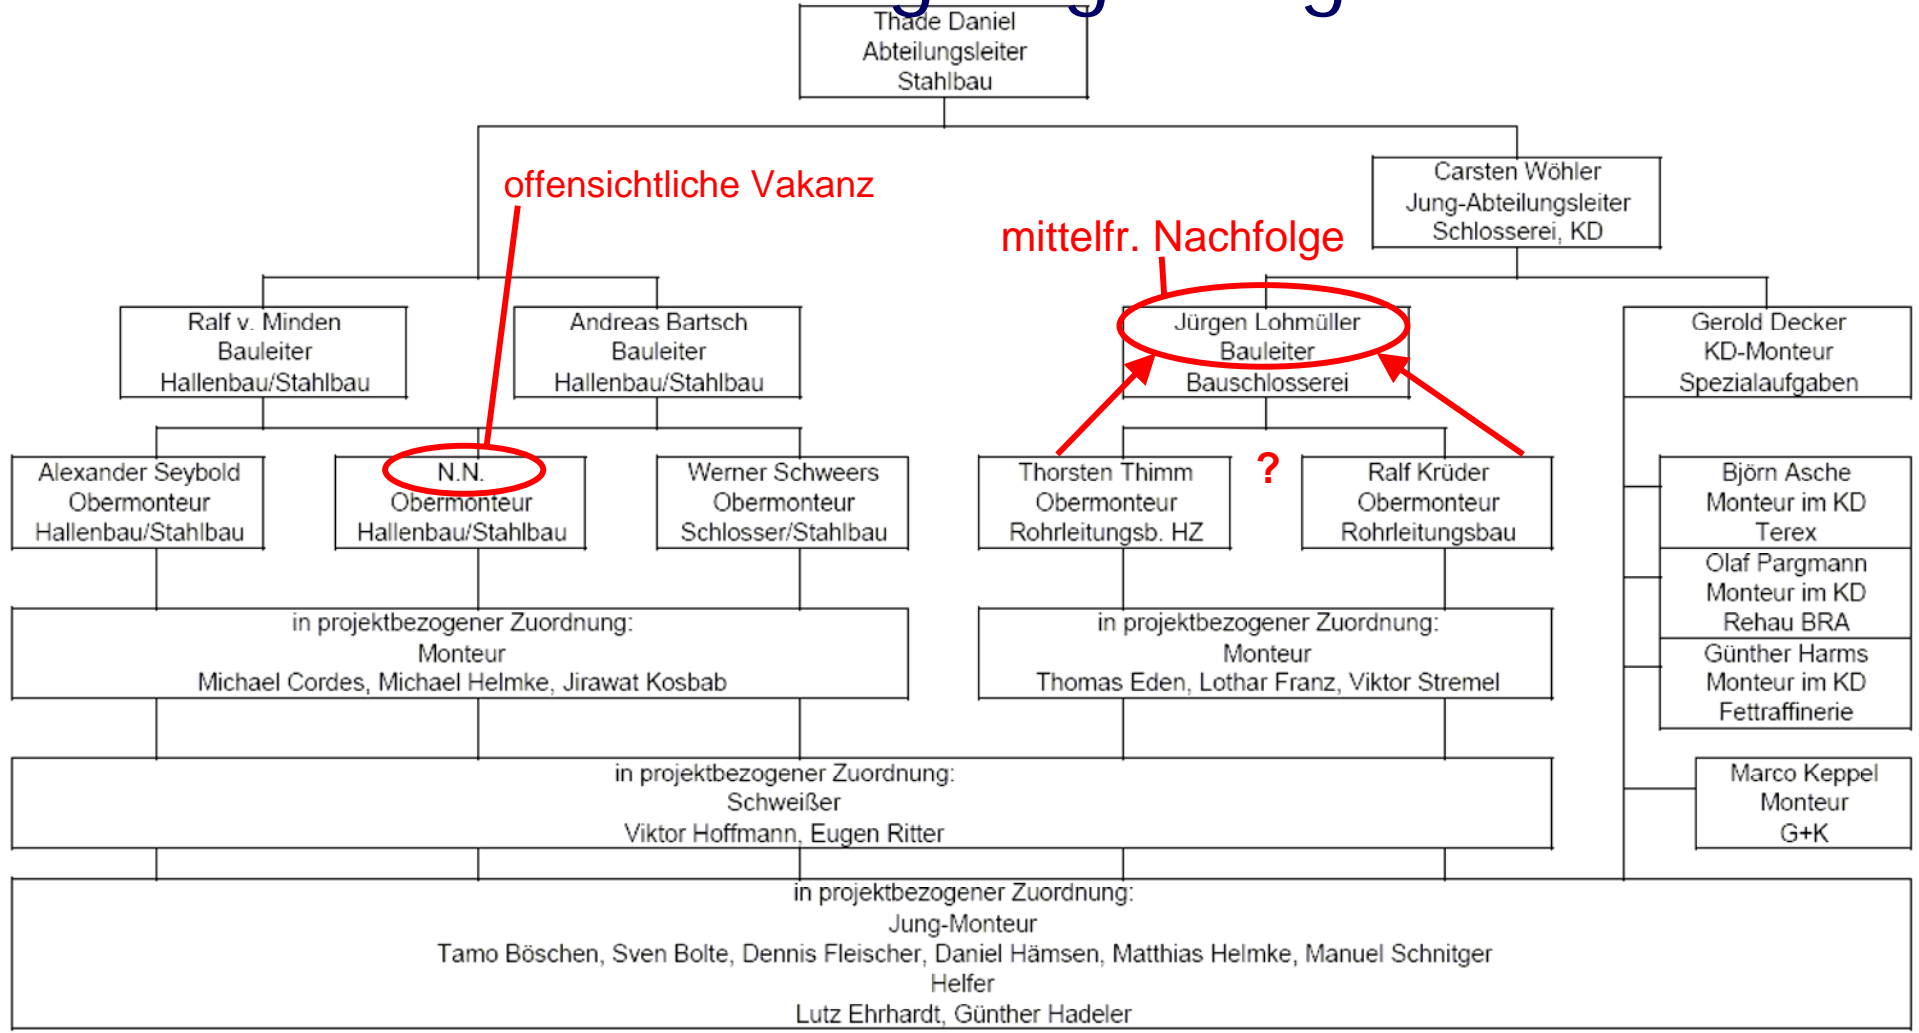 Thade Daniel
Abteilungsleiter
Stahlbau
Carsten Wöhler
Jung-Abteilungsleiter
Schlosserei, KD
offensichtliche Vakanz
mittelfr. Nachfolge
Ralf v. Minden
Bauleiter
Hallenbau/Stahlbau
Andreas Bartsch
Bauleiter
Hallenbau/Stahlbau
Jürgen Lohmüller
Bauleiter
Bauschlosserei
Gerold Decker
KD-Monteur
Spezialaufgaben
Alexander Seybold
Obermonteur
Hallenbau/Stahlbau
N.N.
Obermonteur
Hallenbau/Stahlbau
Werner Schweers
Obermonteur
Schlosser/Stahlbau
Thorsten Thimm
Obermonteur
Rohrleitungsb. HZ
?
Ralf Krüder
Obermonteur
Rohrleitungsbau
Björn Asche
Monteur im KD
Terex
Olaf Pargmann
Monteur im KD
Rehau BRA
Günther Harms
Monteur im KD
Fettraffinerie
in projektbezogener Zuordnung:
Monteur
Michael Cordes, Michael Helmke, Jirawat Kosbab
in projektbezogener Zuordnung:
Monteur
Thomas Eden, Lothar Franz, Viktor Stremel
in projektbezogener Zuordnung:
Schweißer
Viktor Hoffmann, Eugen Ritter
Marco Keppel
Monteur
G+K
in projektbezogener Zuordnung:
Jung-Monteur
Tamo Böschen, Sven Bolte, Dennis Fleischer, Daniel Hämsen, Matthias Helmke, Manuel Schnitger
Helfer
Lutz Ehrhardt, Günther Hadeler